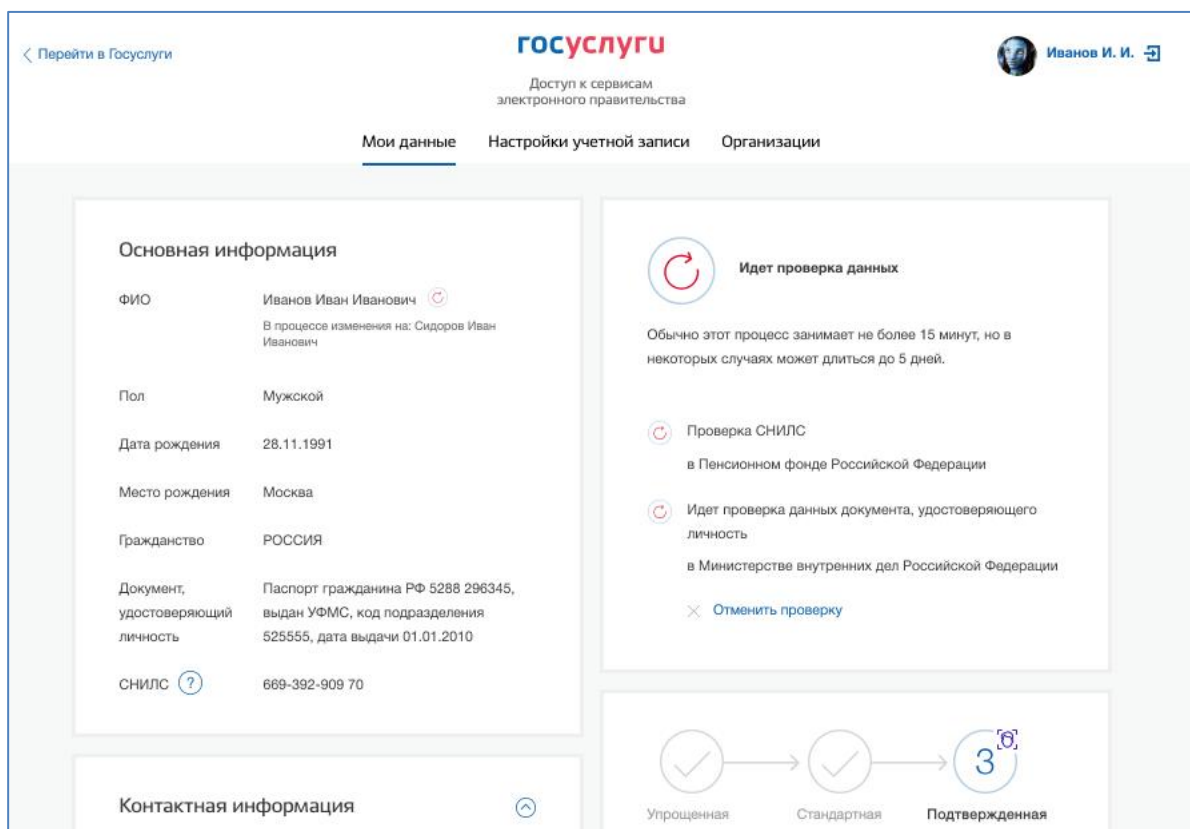 Перейти в Госуслуги
госуслуги
Иванов И. И.
Доступ к сервисам
электронного правительства
Мои данные Настройки учетной записи Организации
Основная информация
ФИО Иванов Иван Иванович
В процессе изменения на: Сидоров Иван
Иванович
Пол Мужской
Дата рождения 28.11.1991
Место рождения Москва
Гражданство РОССИЯ
Документ, Паспорт гражданина РФ 5288 296345,
удостоверяющий выдан УФМС, код подразделения
личность 525555, дата выдачи 01.01.2010
СНИЛС ? 669-392-909 70
Контактная информация
Идет проверка данных
Обычно этот процесс занимает не более 15 минут, но в
некоторых случаях может длиться до 5 дней.
Проверка СНИЛС
в Пенсионном фонде Российской Федерации
Идет проверка данных документа, удостоверяющего
личность
в Министерстве внутренних дел Российской Федерации
Отменить проверку
3
Упрощенная Стандартная Подтвержденная